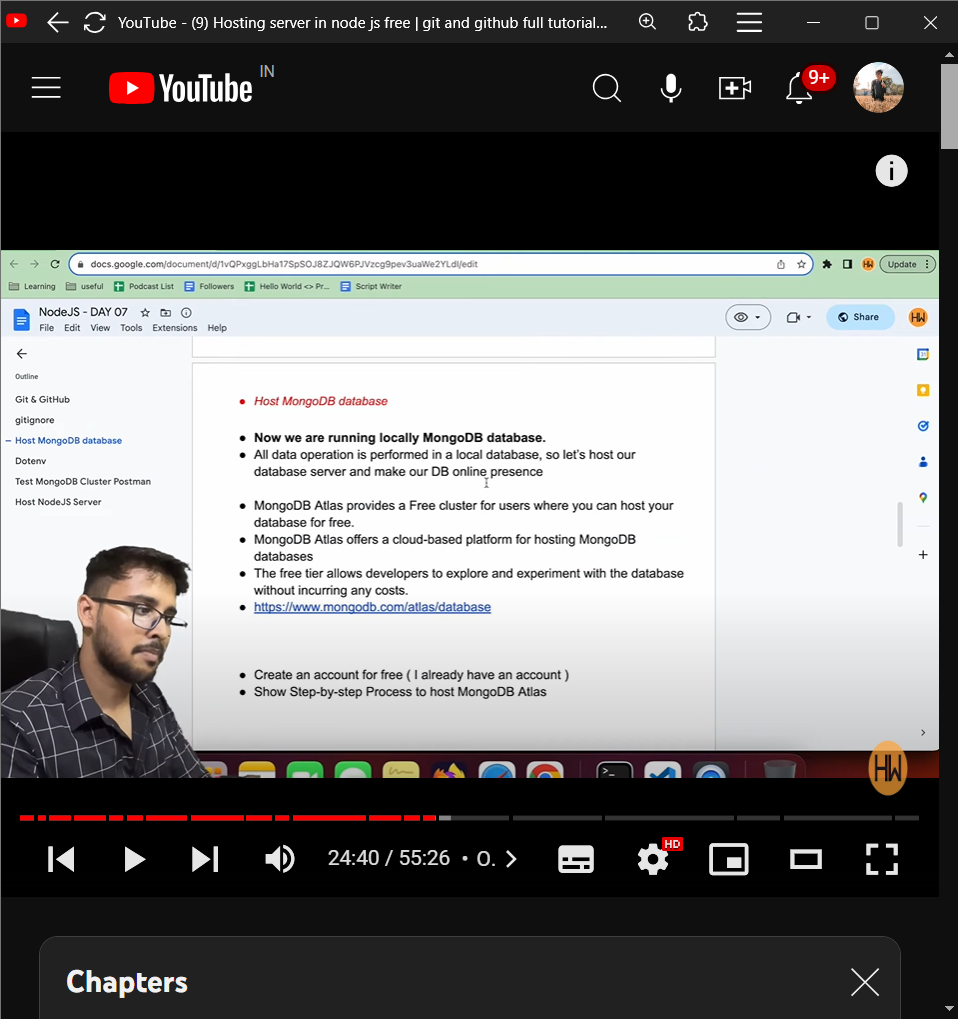 YouTube - (9) Hosting server in node js free | git and github full tutorial...
YouTube IN
9+
docs.google.com/document/d/1vQPxggLbHa17SpSOJ8ZJQW6PJVzcg9pev3uaWe2YLdI/edit
Update
Learning useful Podcast List Followers Hello World <> Pr... Script Writer
NodeJS - DAY 07
File Edit View Tools Extensions Help
Share
HW
Outline
Git & GitHub
gitignore
Host MongoDB database
Dotenv
Test MongoDB Cluster Postman
Host NodeJS Server
Host MongoDB database
Now we are running locally MongoDB database.
All data operation is performed in a local database, so let's host our
database server and make our DB online presence
MongoDB Atlas provides a Free cluster for users where you can host your
database for free.
MongoDB Atlas offers a cloud-based platform for hosting MongoDB
databases
The free tier allows developers to explore and experiment with the database
without incurring any costs.
https://www.mongodb.com/atlas/database
Create an account for free ( I already have an account )
Show Step-by-step Process to host MongoDB Atlas
HW
24:40 / 55:26 • O.
HD
Chapters